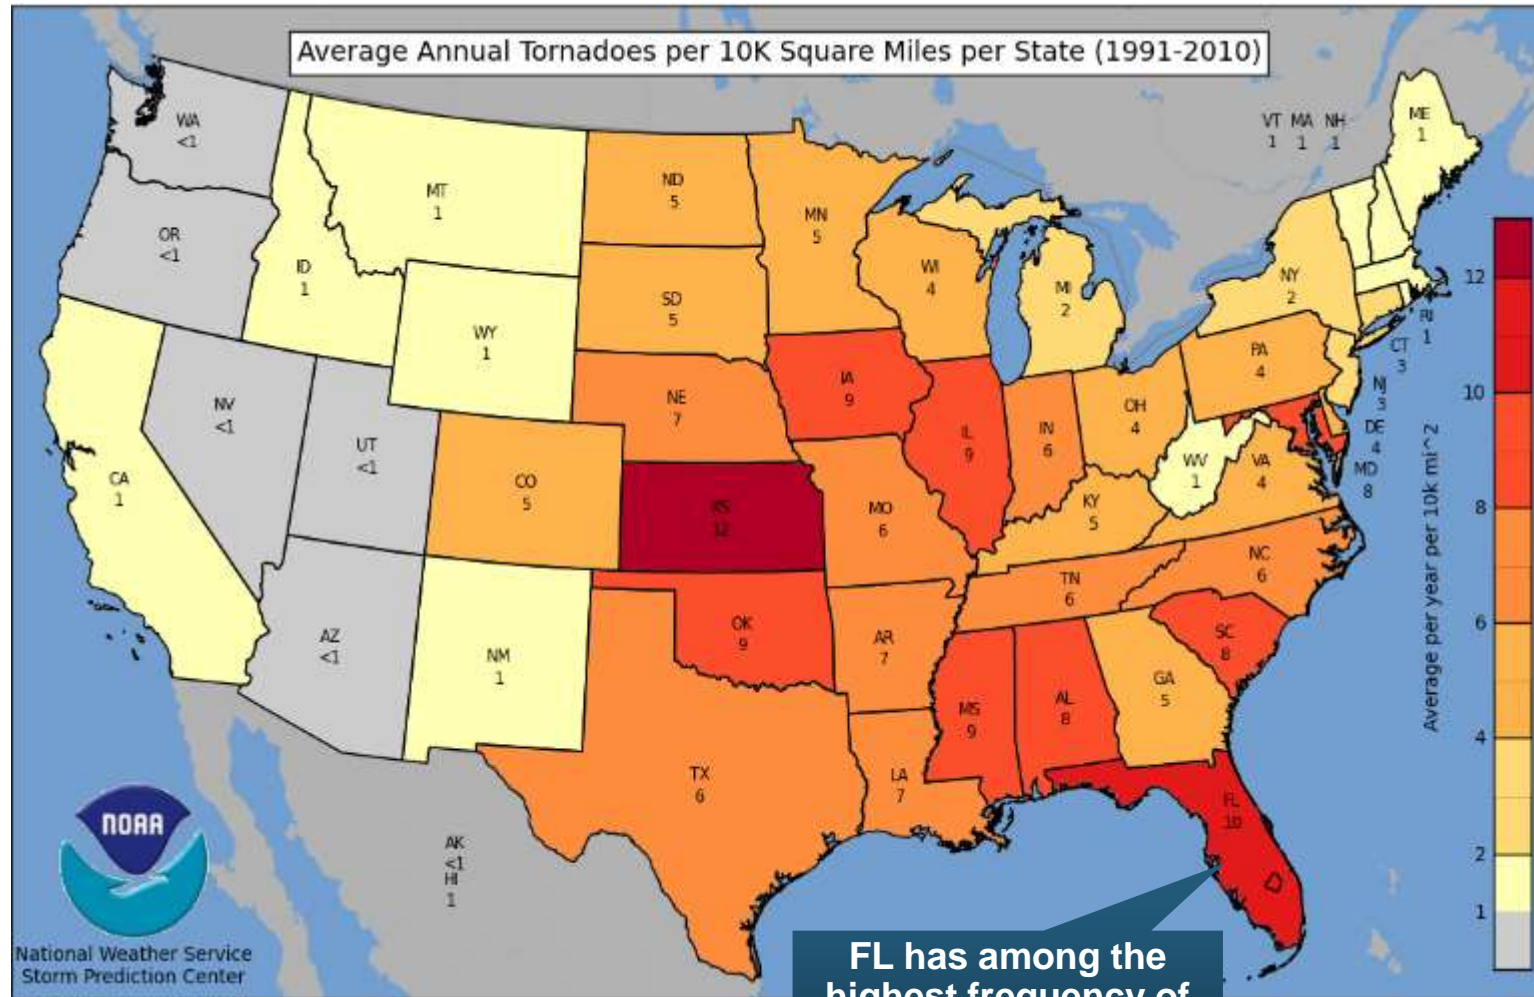 Average Annual Tornadoes per 10K Square Miles per State (1991-2010)
WA
<1
OR
<1
ID
1
MT
1
WY
1
CA
1
NV
<1
UT
<1
AZ
<1
NM
1
CO
5
ND
5
SD
5
NE
7
KS
12
OK
9
TX
6
MN
5
IA
9
MO
6
AR
7
LA
7
WI
4
IL
9
MS
9
MI
2
IN
6
OH
4
KY
5
TN
6
AL
8
GA
5
FL
10
SC
8
NC
6
VA
4
WV
1
PA
4
NY
2
VT MA NH
1 1 1
ME
1
RI
1
CT
3
NJ
3
DE
4
MD
8
AK
<1
HI
1
12
10
8
6
4
2
1
Average per year per 10k mi^2
NOAA
National Weather Service
Storm Prediction Center
FL has among the
highest frequency of